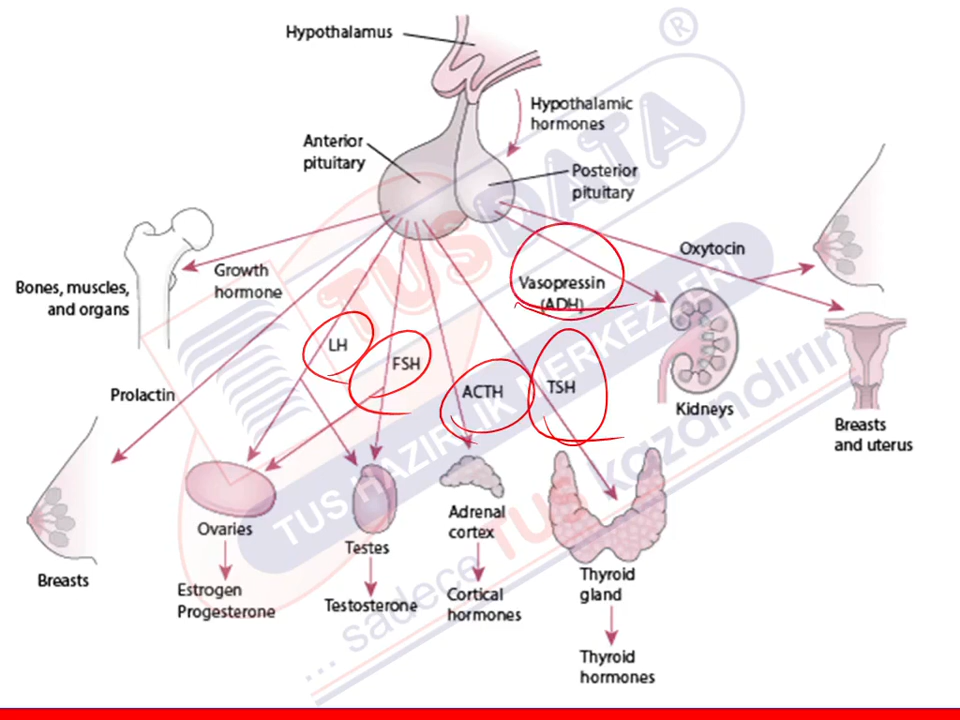 Hypothalamus
Hypothalamic
hormones
Anterior
pituitary
Posterior
pituitary
Growth
hormone
Bones, muscles,
and organs
Vasopressin
(ADH)
Oxytocin
LH
FSH
ACTH
TSH
Prolactin
Kidneys
Breasts
and uterus
Ovaries
Testes
Adrenal
cortex
Thyroid
gland
Breasts
Estrogen
Progesterone
Testosterone
Cortical
hormones
Thyroid
hormones
®
TUSDATA
TUS HAZIRLIK MERKEZLERİ
... sadece TUS kazandırır